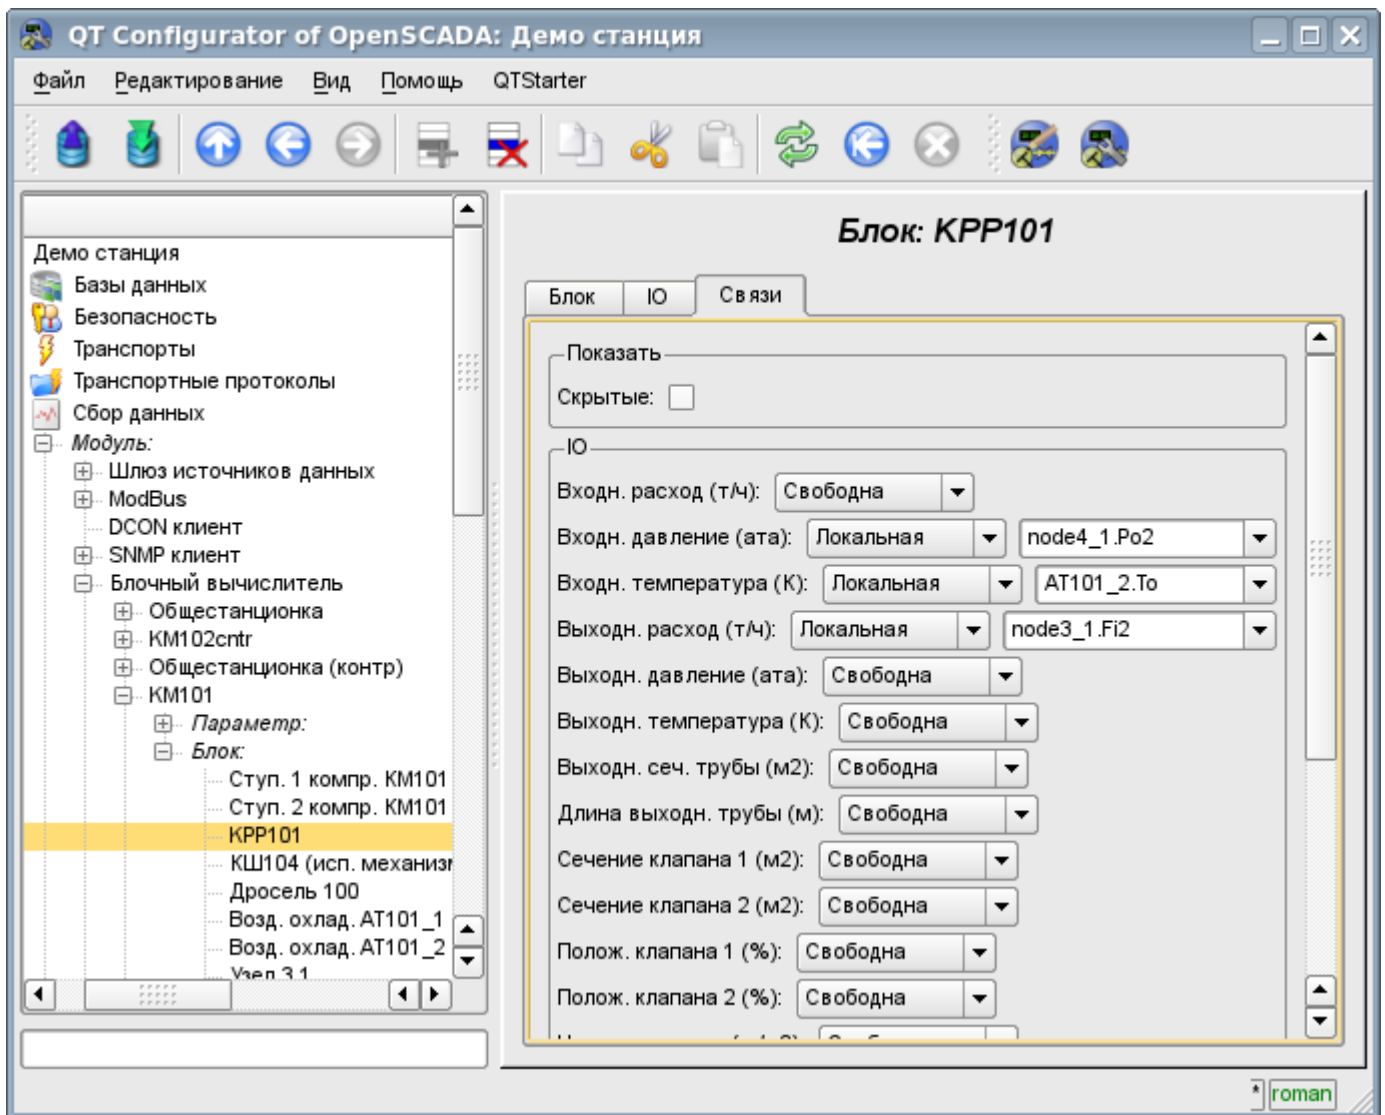 QT Configurator of OpenSCADA: Демо станция
Файл Редактирование Вид Помощь QTStarter
Демо станция
Базы данных
Безопасность
Транспорты
Транспортные протоколы
Сбор данных
Модуль:
Шлюз источников данных
ModBus
DCON клиент
SNMP клиент
Блочный вычислитель
Общестанционка
KM102cntr
Общестанционка (контр)
KM101
Параметр:
Блок:
Ступ. 1 компр. KM101
Ступ. 2 компр. KM101
KPP101
КШ104 (исп. механизм
Дросель 100
Возд. охлад. AT101_1
Возд. охлад. AT101_2
Узел 3.1
Блок: KPP101
Блок IO Связи
Показать
Скрытые:
IO
Входн. расход (т/ч): Свободна
Входн. давление (ата): Локальная node4_1.Po2
Входн. температура (К): Локальная AT101_2.To
Выходн. расход (т/ч): Локальная node3_1.Fi2
Выходн. давление (ата): Свободна
Выходн. температура (К): Свободна
Выходн. сеч. трубы (м2): Свободна
Длина выходн. трубы (м): Свободна
Сечение клапана 1 (м2): Свободна
Сечение клапана 2 (м2): Свободна
Полож. клапана 1 (%): Свободна
Полож. клапана 2 (%): Свободна
* roman